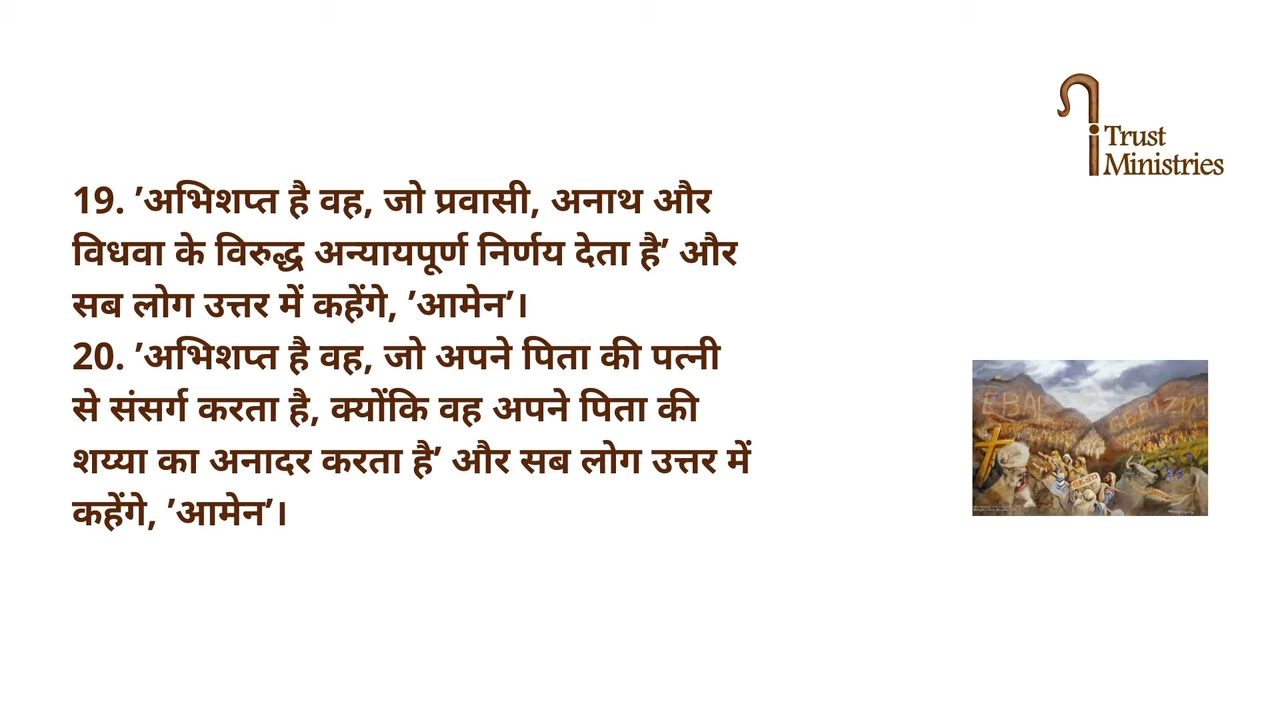 Trust
Ministries
19. ’अभिशप्त है वह, जो प्रवासी, अनाथ और
विधवा के विरुद्ध अन्यायपूर्ण निर्णय देता है’ और
सब लोग उत्तर में कहेंगे, ’आमेन’।
20. ’अभिशप्त है वह, जो अपने पिता की पत्नी
से संसर्ग करता है, क्योंकि वह अपने पिता की
शय्या का अनादर करता है’ और सब लोग उत्तर में
कहेंगे, ’आमेन’।
EBAL
GERIZIM